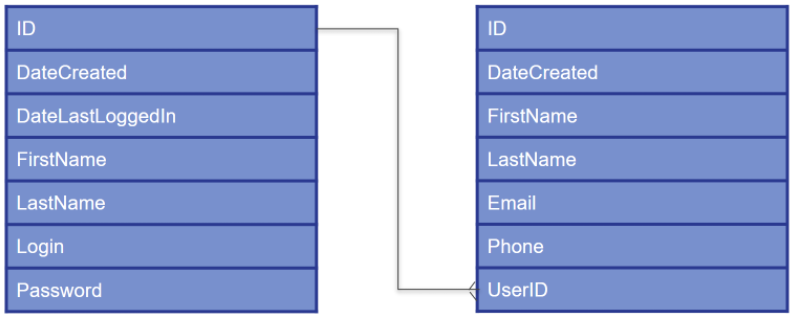 ID
DateCreated
DateLastLoggedIn
FirstName
LastName
Login
Password
ID
DateCreated
FirstName
LastName
Email
Phone
UserID